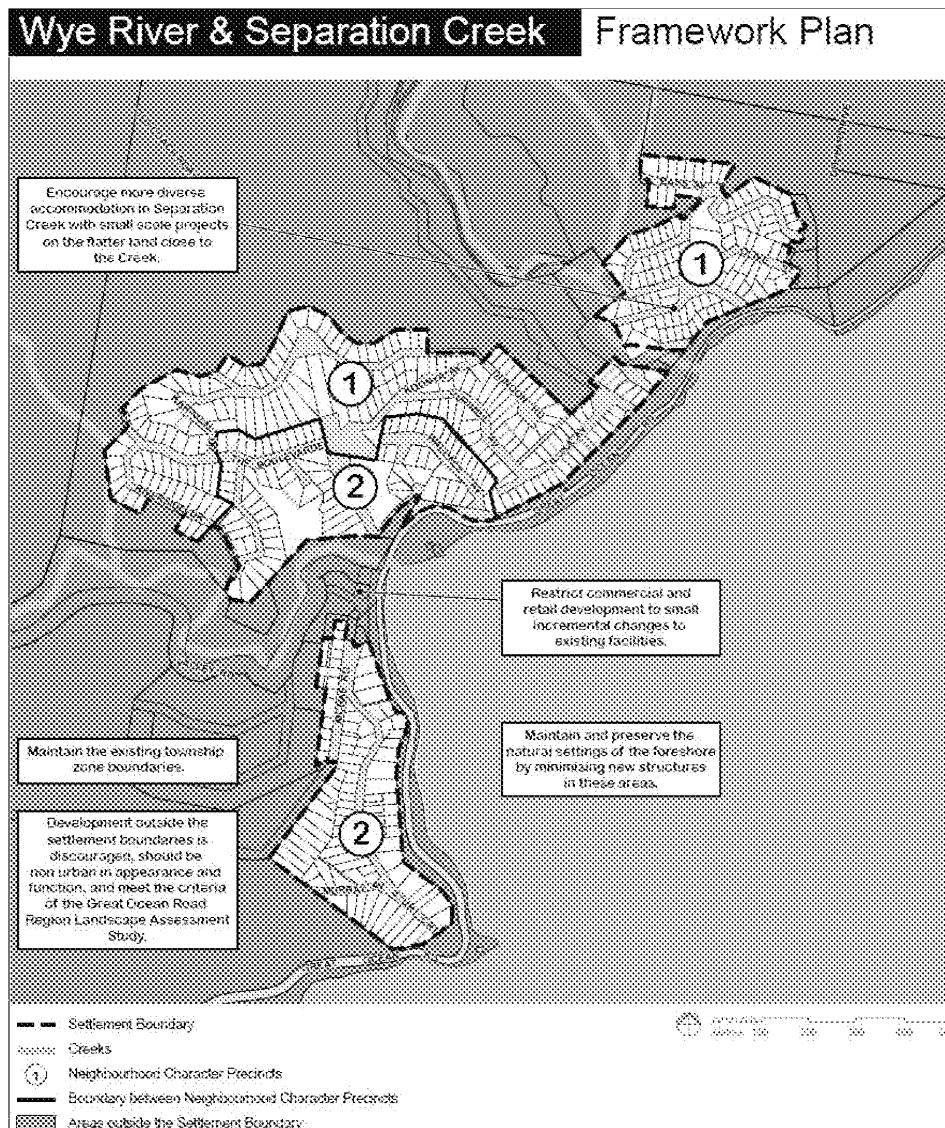 Wye River & Separation Creek Framework Plan
Encourage more diverse
accommodation in Separation
Creek with small scale projects
on the flatter land close to
the Creek.
1
1
2
Restrict commercial and
retail development to small
incremental changes to
existing facilities.
Maintain the existing township
zone boundaries.
Maintain and preserve the
natural settings of the foreshore
by minimising new structures
in these areas.
Development outside the
settlement boundaries is
discouraged, should be
non urban in appearance and
function, and meet the criteria
of the Great Ocean Road
Region Landscape Assessment
Study.
2
Settlement Boundary
Creeks
1 Neighbourhood Character Precincts
Boundary between Neighbourhood Character Precincts
Areas outside the Settlement Boundary